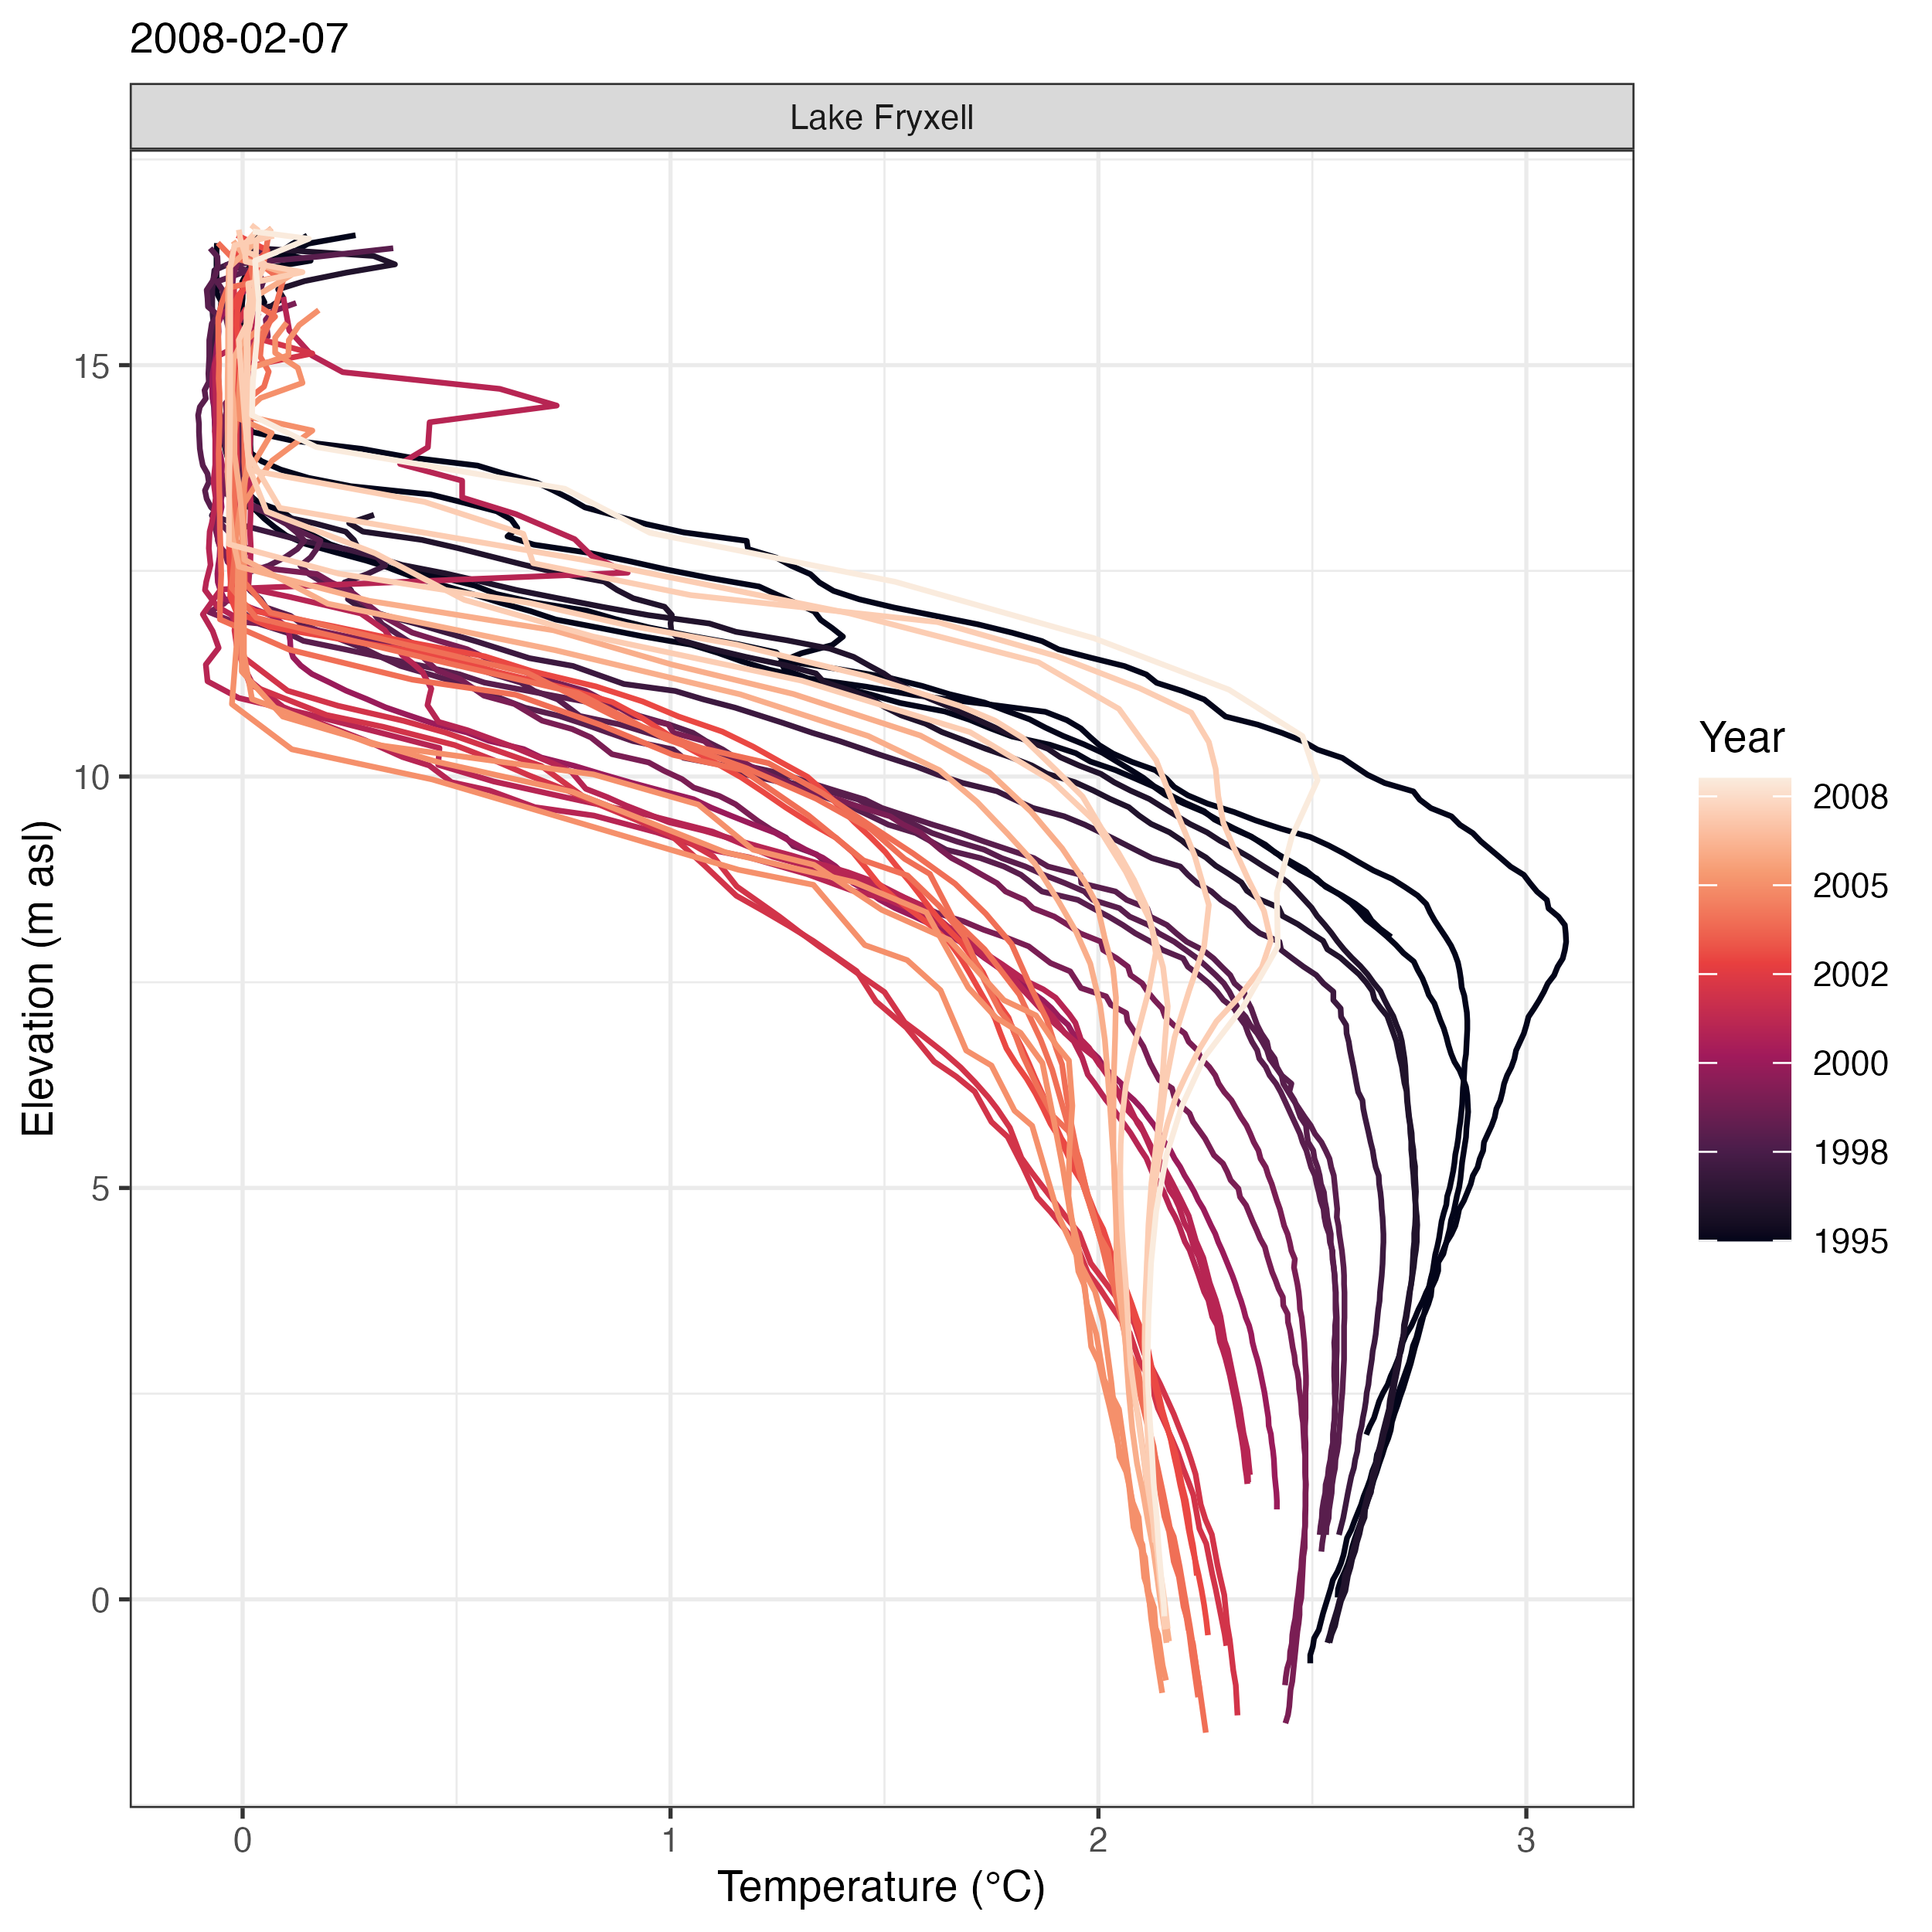 2008-02-07
Lake Fryxell
15
10
5
0
Elevation (m asl)
0 1 2 3
Temperature (°C)
Year
2008
2005
2002
2000
1998
1995